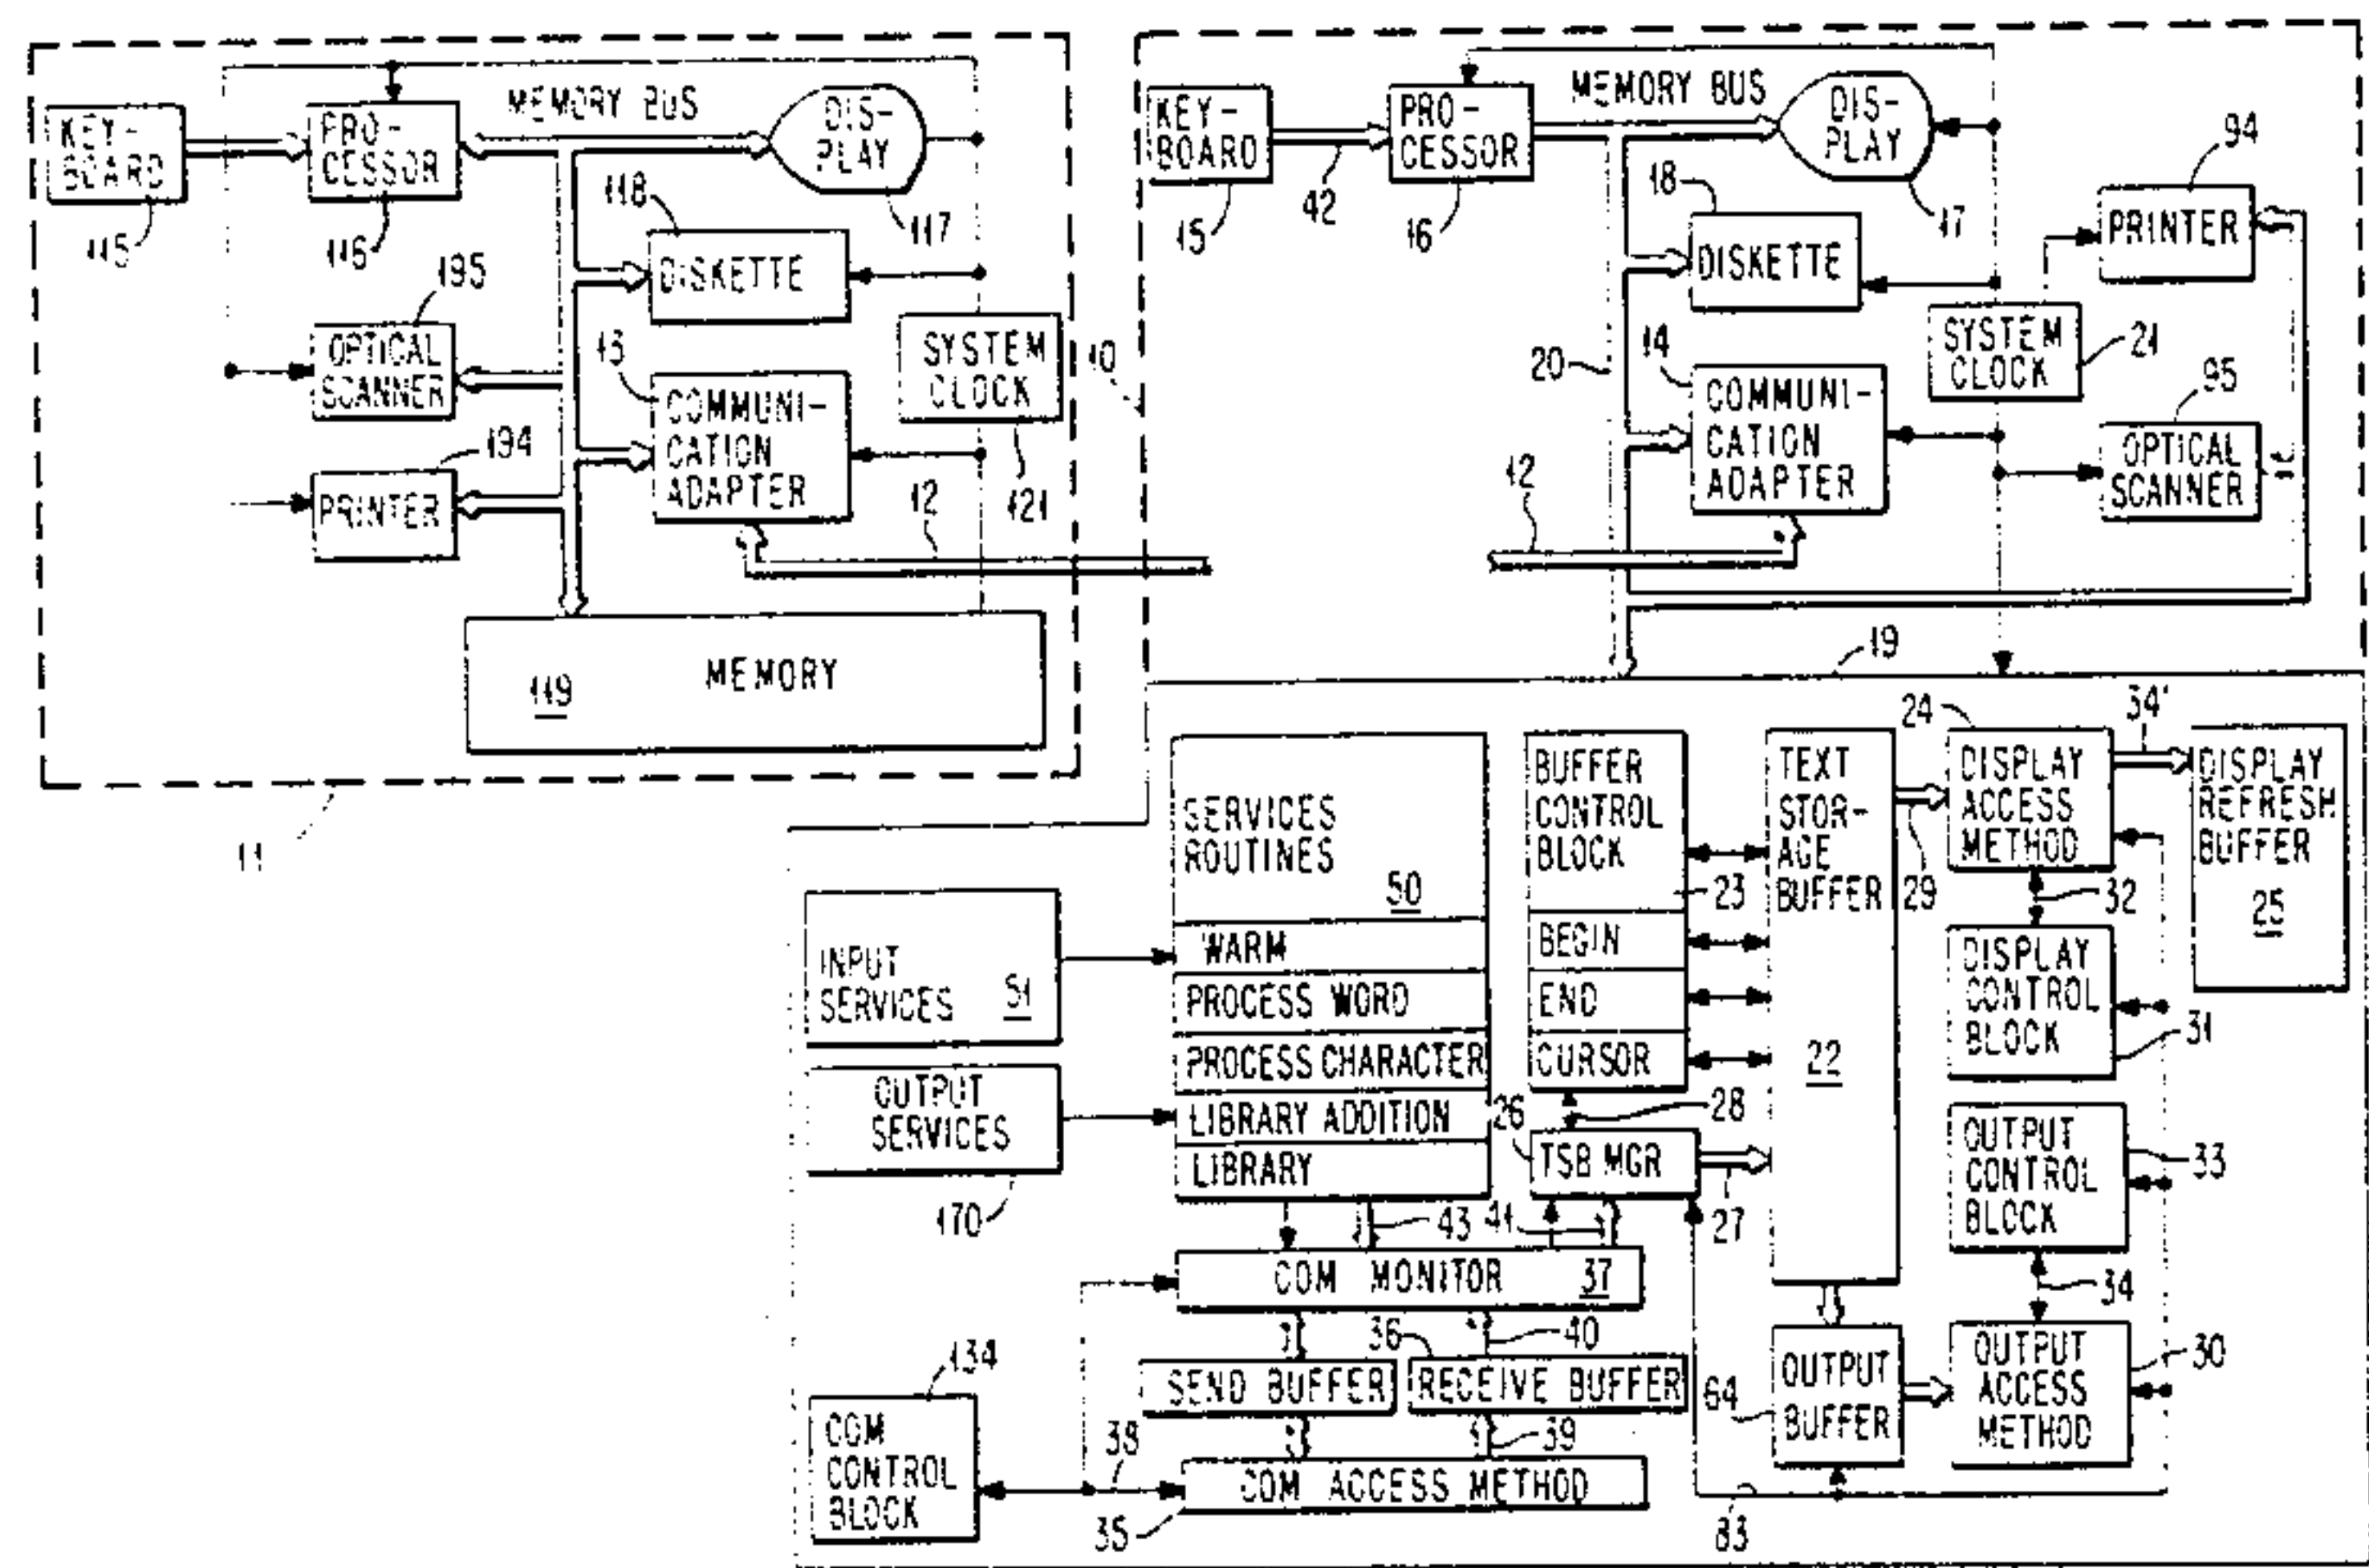 MEMORY BUS
KEY-
BOARD
PRO-
CESSOR
DIS-
PLAY
115
116
117
118
DISKETTE
195
OPTICAL
SCANNER
194
PRINTER
COMMUNI-
CATION
ADAPTER
SYSTEM
CLOCK
121
12
119
MEMORY
11
10
MEMORY BUS
KEY-
BOARD
PRO-
CESSOR
DIS-
PLAY
42
15
16
17
18
DISKETTE
94
PRINTER
20
14
COMMUNI-
CATION
ADAPTER
SYSTEM
CLOCK
21
95
OPTICAL
SCANNER
12
19
SERVICES
ROUTINES
50
WARM
PROCESS WORD
PROCESS CHARACTER
LIBRARY ADDITION
LIBRARY
INPUT
SERVICES
51
OUTPUT
SERVICES
170
BUFFER
CONTROL
BLOCK
23
BEGIN
END
CURSOR
28
26
TSB MGR
27
TEXT
STOR-
AGE
BUFFER
22
29
24
DISPLAY
ACCESS
METHOD
34'
DISPLAY
REFRESH
BUFFER
25
32
DISPLAY
CONTROL
BLOCK
31
OUTPUT
CONTROL
BLOCK
33
34
OUTPUT
ACCESS
METHOD
30
64
OUTPUT
BUFFER
83
43
41
COM MONITOR
37
36
40
SEND BUFFER
RECEIVE BUFFER
39
38
COM ACCESS METHOD
35
134
COM
CONTROL
BLOCK